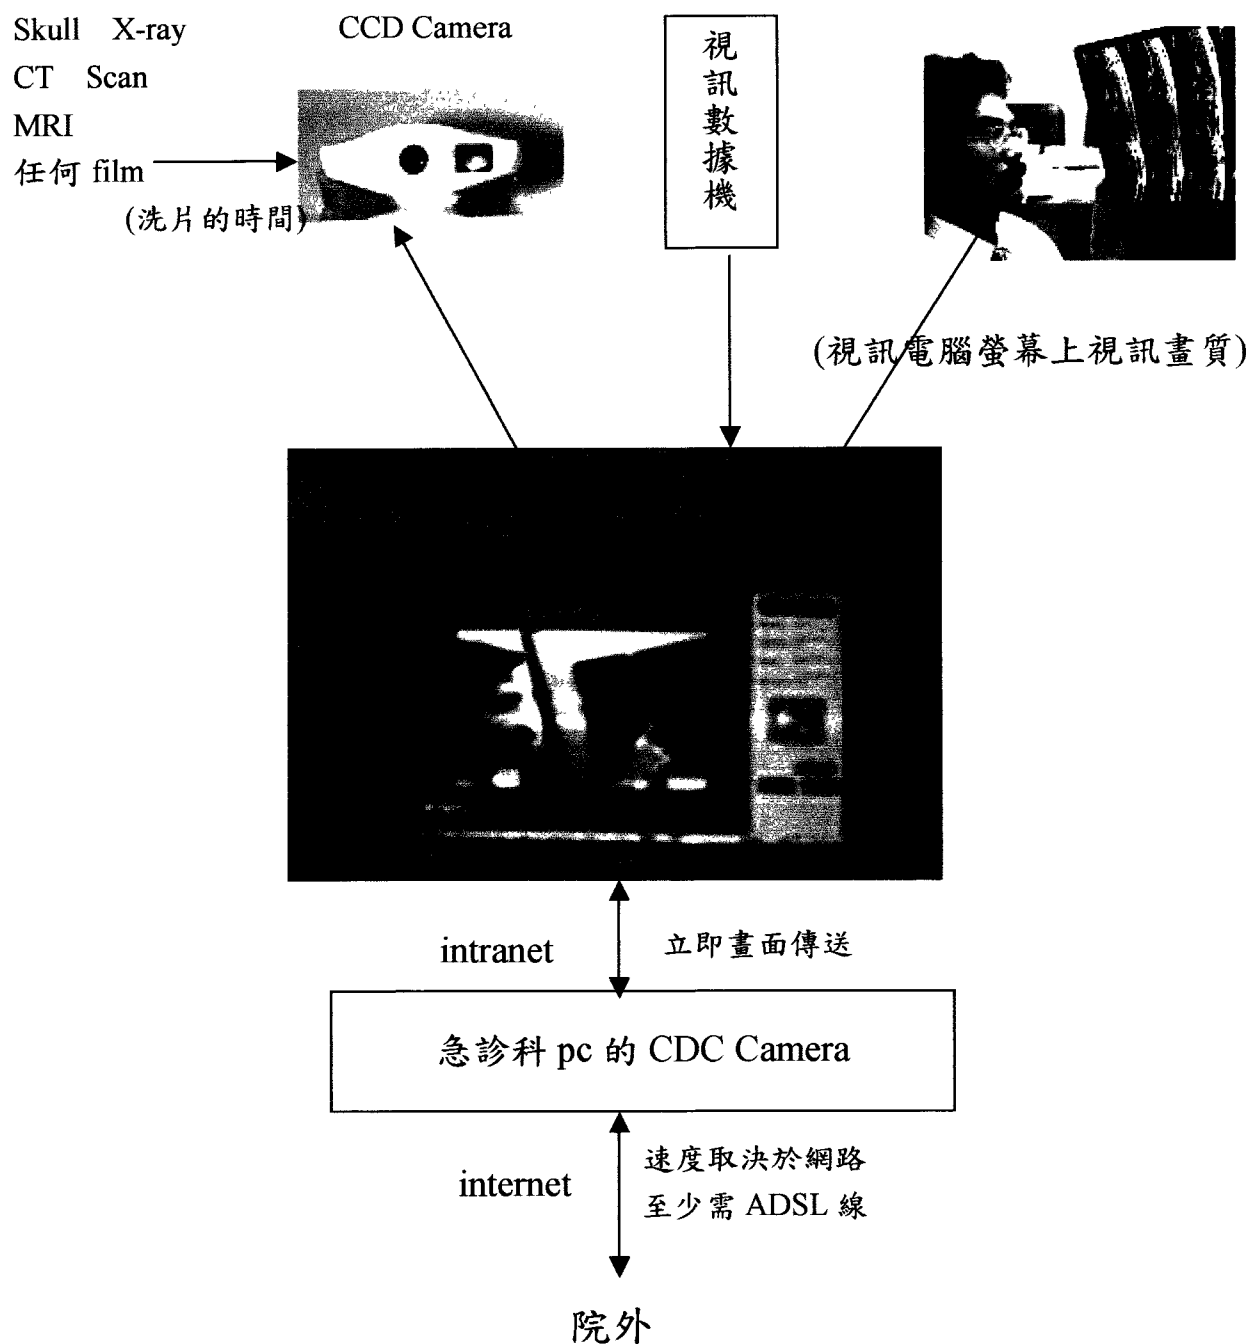 Skull X-ray
CT Scan
MRI
任何 film
(洗片的時間)
CCD Camera
視訊數據機
(視訊電腦螢幕上視訊畫質)
intranet
立即畫面傳送
急診科 pc 的 CDC Camera
internet
速度取決於網路
至少需 ADSL 線
院外